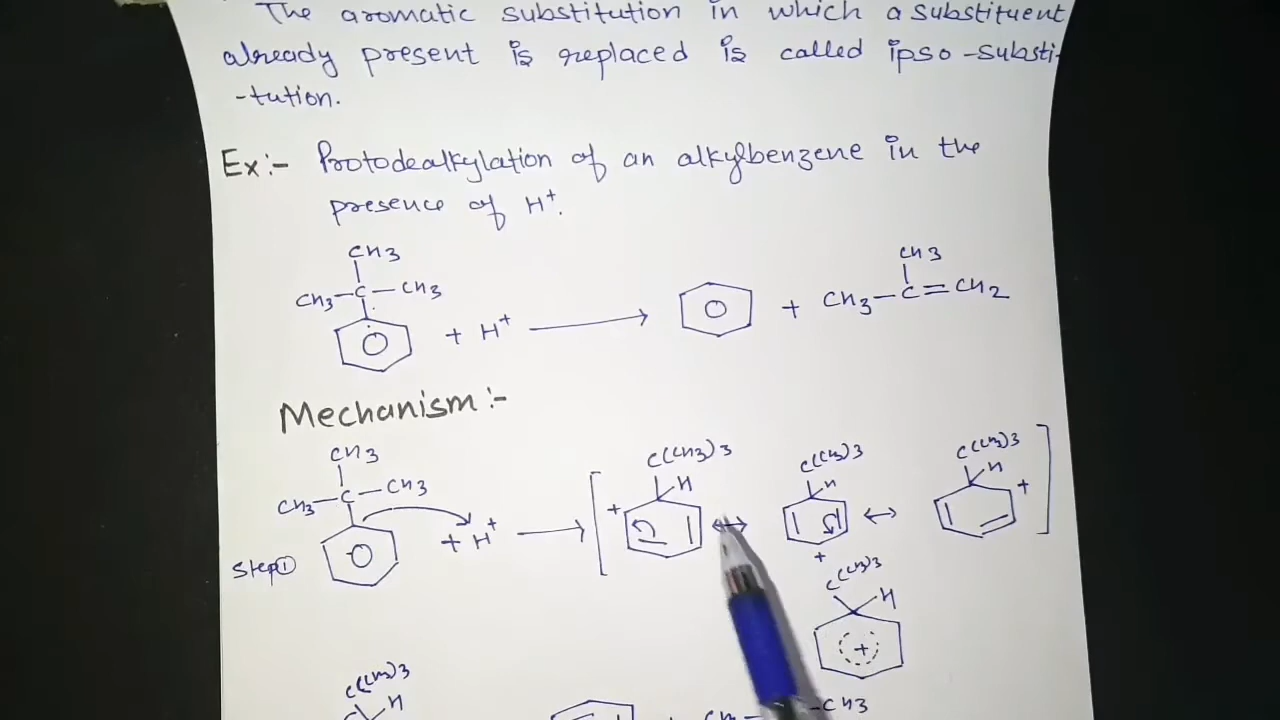 The aromatic substitution in which a substituent
already present is replaced is called ipso-substi-
-tution.
Ex:- Protodealkylation of an alkylbenzene in the
presence of H⁺.
CH3
CH3-C-CH3
+ H⁺ → + CH3-C=CH2
CH3
Mechanism:-
CH3
CH3-C-CH3
Step①
+ H⁺ →
C(CH3)3
H
+
↔
C(CH3)3
H
+
↔
C(CH3)3
H
+
C(CH3)3
H
+
C(CH3)3
H
+ CH
-CH3